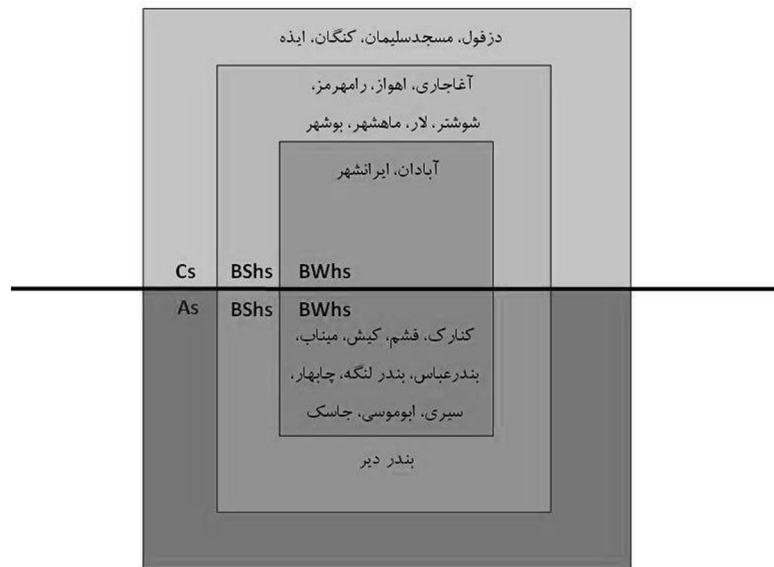 دزفول، مسجدسلیمان، کنگان، ایذه
آغاجاری، اهواز، رامهرمز،
شوشتر، لار، ماهشهر، بوشهر
آبادان، ایرانشهر
Cs BShs BWhs
As BShs BWhs
کنارک، قشم، کیش، میناب،
بندرعباس، بندر لنگه، چابهار،
سیری، ابوموسی، جاسک
بندر دیر